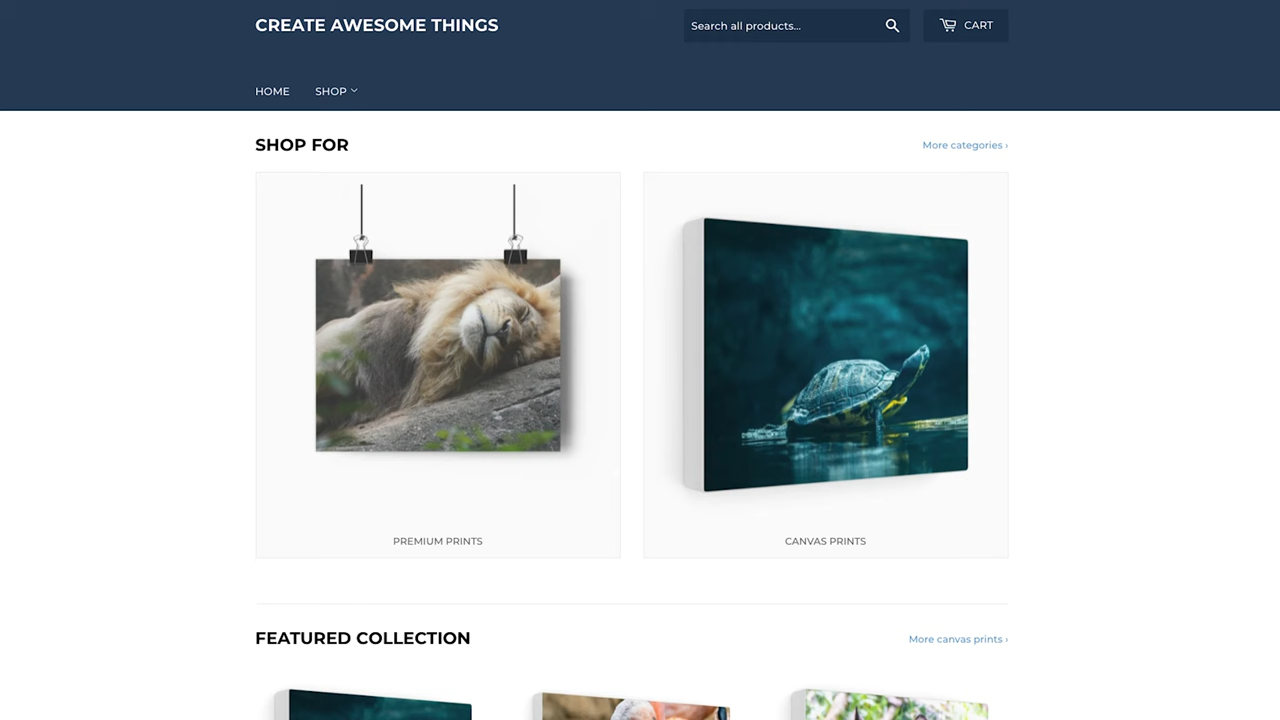 CREATE AWESOME THINGS
Search all products...
CART
HOME
SHOP
SHOP FOR
More categories ›
PREMIUM PRINTS
CANVAS PRINTS
FEATURED COLLECTION
More canvas prints ›